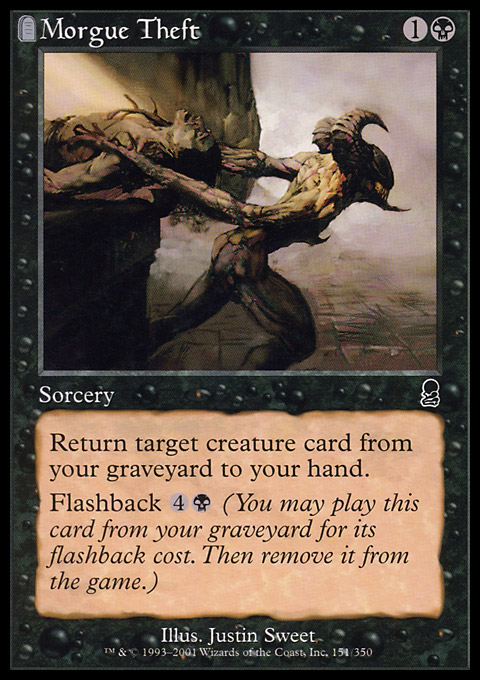 Morgue Theft 1
Sorcery
Return target creature card from
your graveyard to your hand.
Flashback 4 (You may play this
card from your graveyard for its
flashback cost. Then remove it from
the game.)
Illus. Justin Sweet
™ & © 1993–2001 Wizards of the Coast, Inc. 151/350